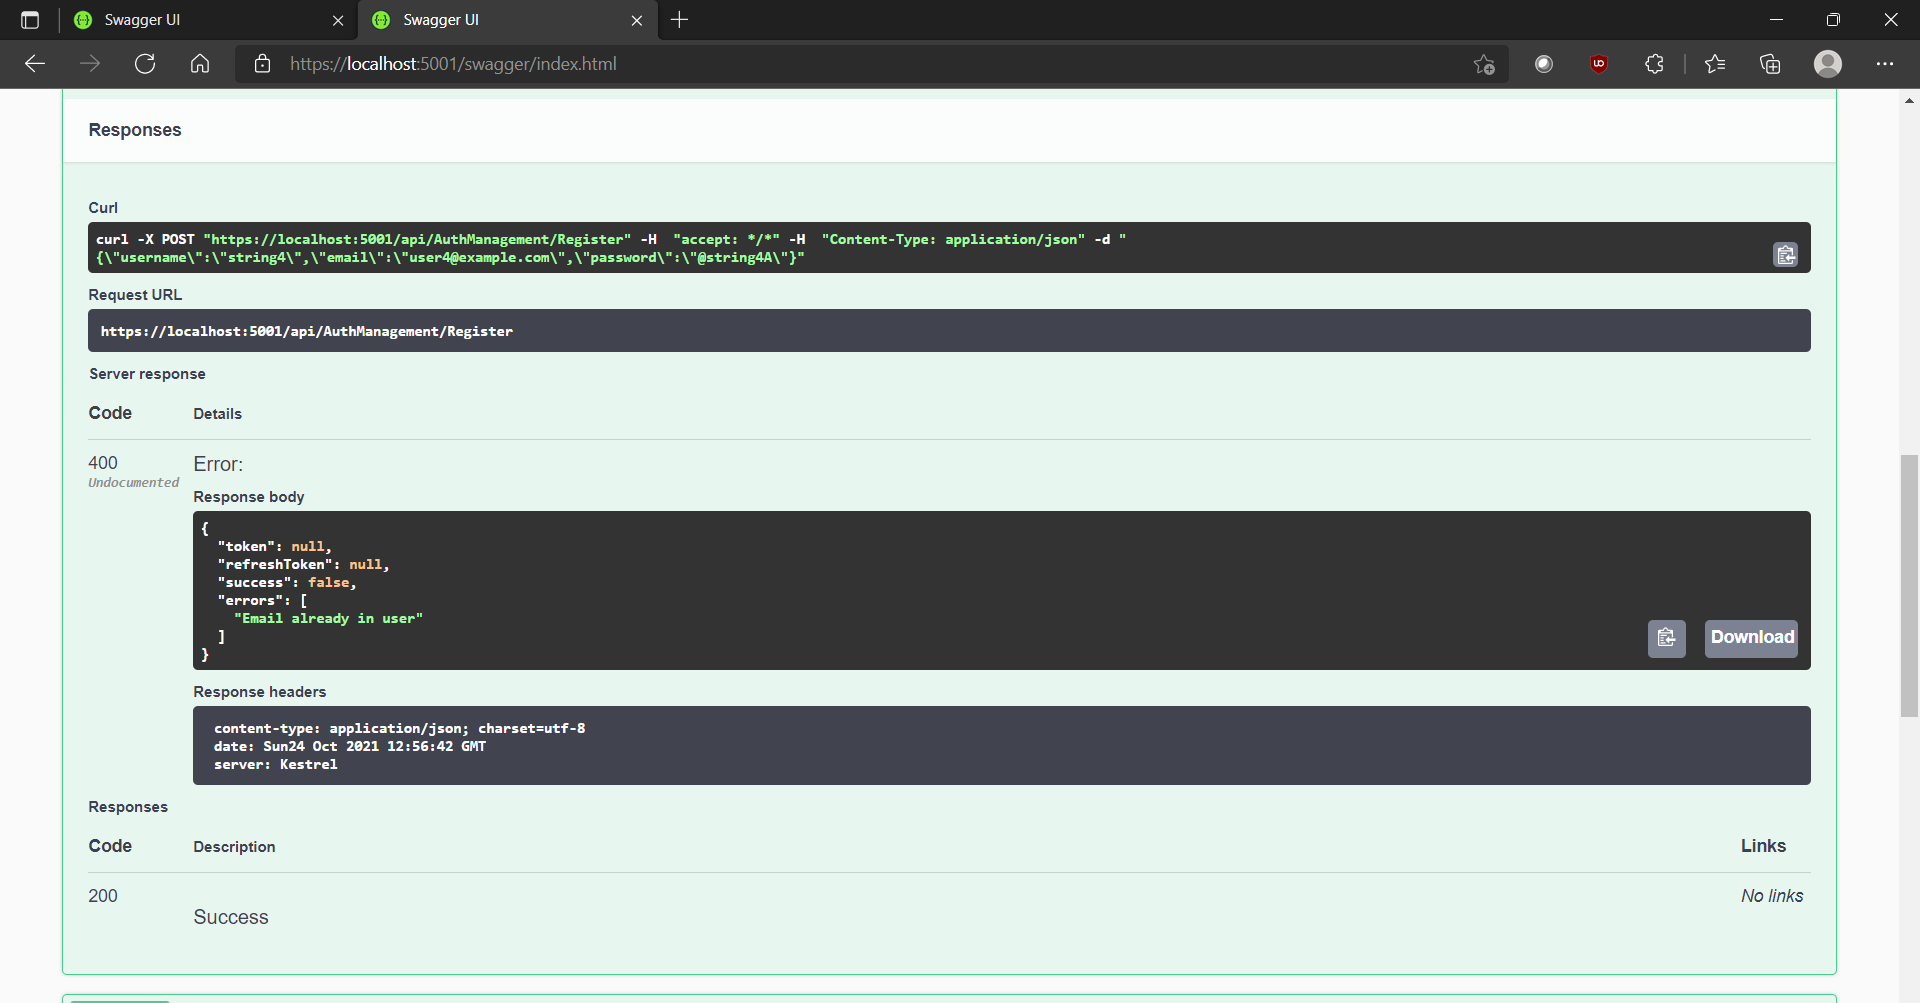 Swagger UI
Swagger UI
https://localhost:5001/swagger/index.html
Responses
Curl
curl -X POST "https://localhost:5001/api/AuthManagement/Register" -H  "accept: */*" -H  "Content-Type: application/json" -d "
{\"username\":\"string4\",\"email\":\"user4@example.com\",\"password\":\"@string4A\"}"
Request URL
https://localhost:5001/api/AuthManagement/Register
Server response
Code Details
400 Error:
Undocumented
Response body
{
"token": null,
"refreshToken": null,
"success": false,
"errors": [
"Email already in user"
]
}
Download
Response headers
content-type: application/json; charset=utf-8
date: Sun24 Oct 2021 12:56:42 GMT
server: Kestrel
Responses
Code Description Links
200 No links
Success